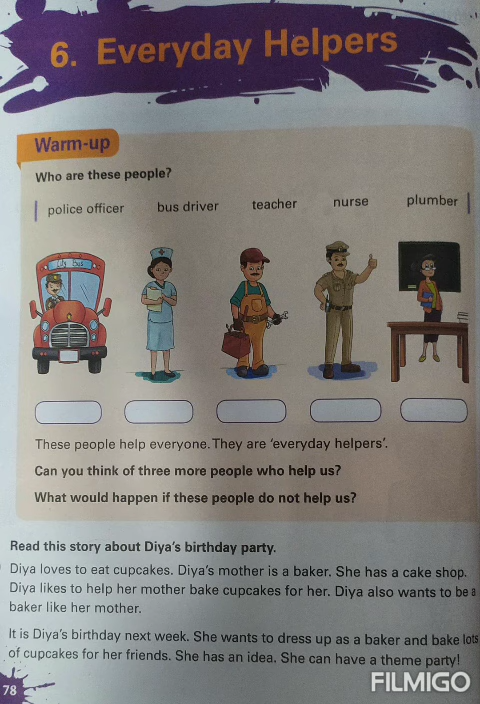 6. Everyday Helpers
Warm-up
Who are these people?
police officer bus driver teacher nurse plumber
City Bus
These people help everyone. They are 'everyday helpers'.
Can you think of three more people who help us?
What would happen if these people do not help us?
Read this story about Diya's birthday party.
Diya loves to eat cupcakes. Diya's mother is a baker. She has a cake shop.
Diya likes to help her mother bake cupcakes for her. Diya also wants to be a
baker like her mother.
It is Diya's birthday next week. She wants to dress up as a baker and bake lots
of cupcakes for her friends. She has an idea. She can have a theme party!
78
FILMIGO